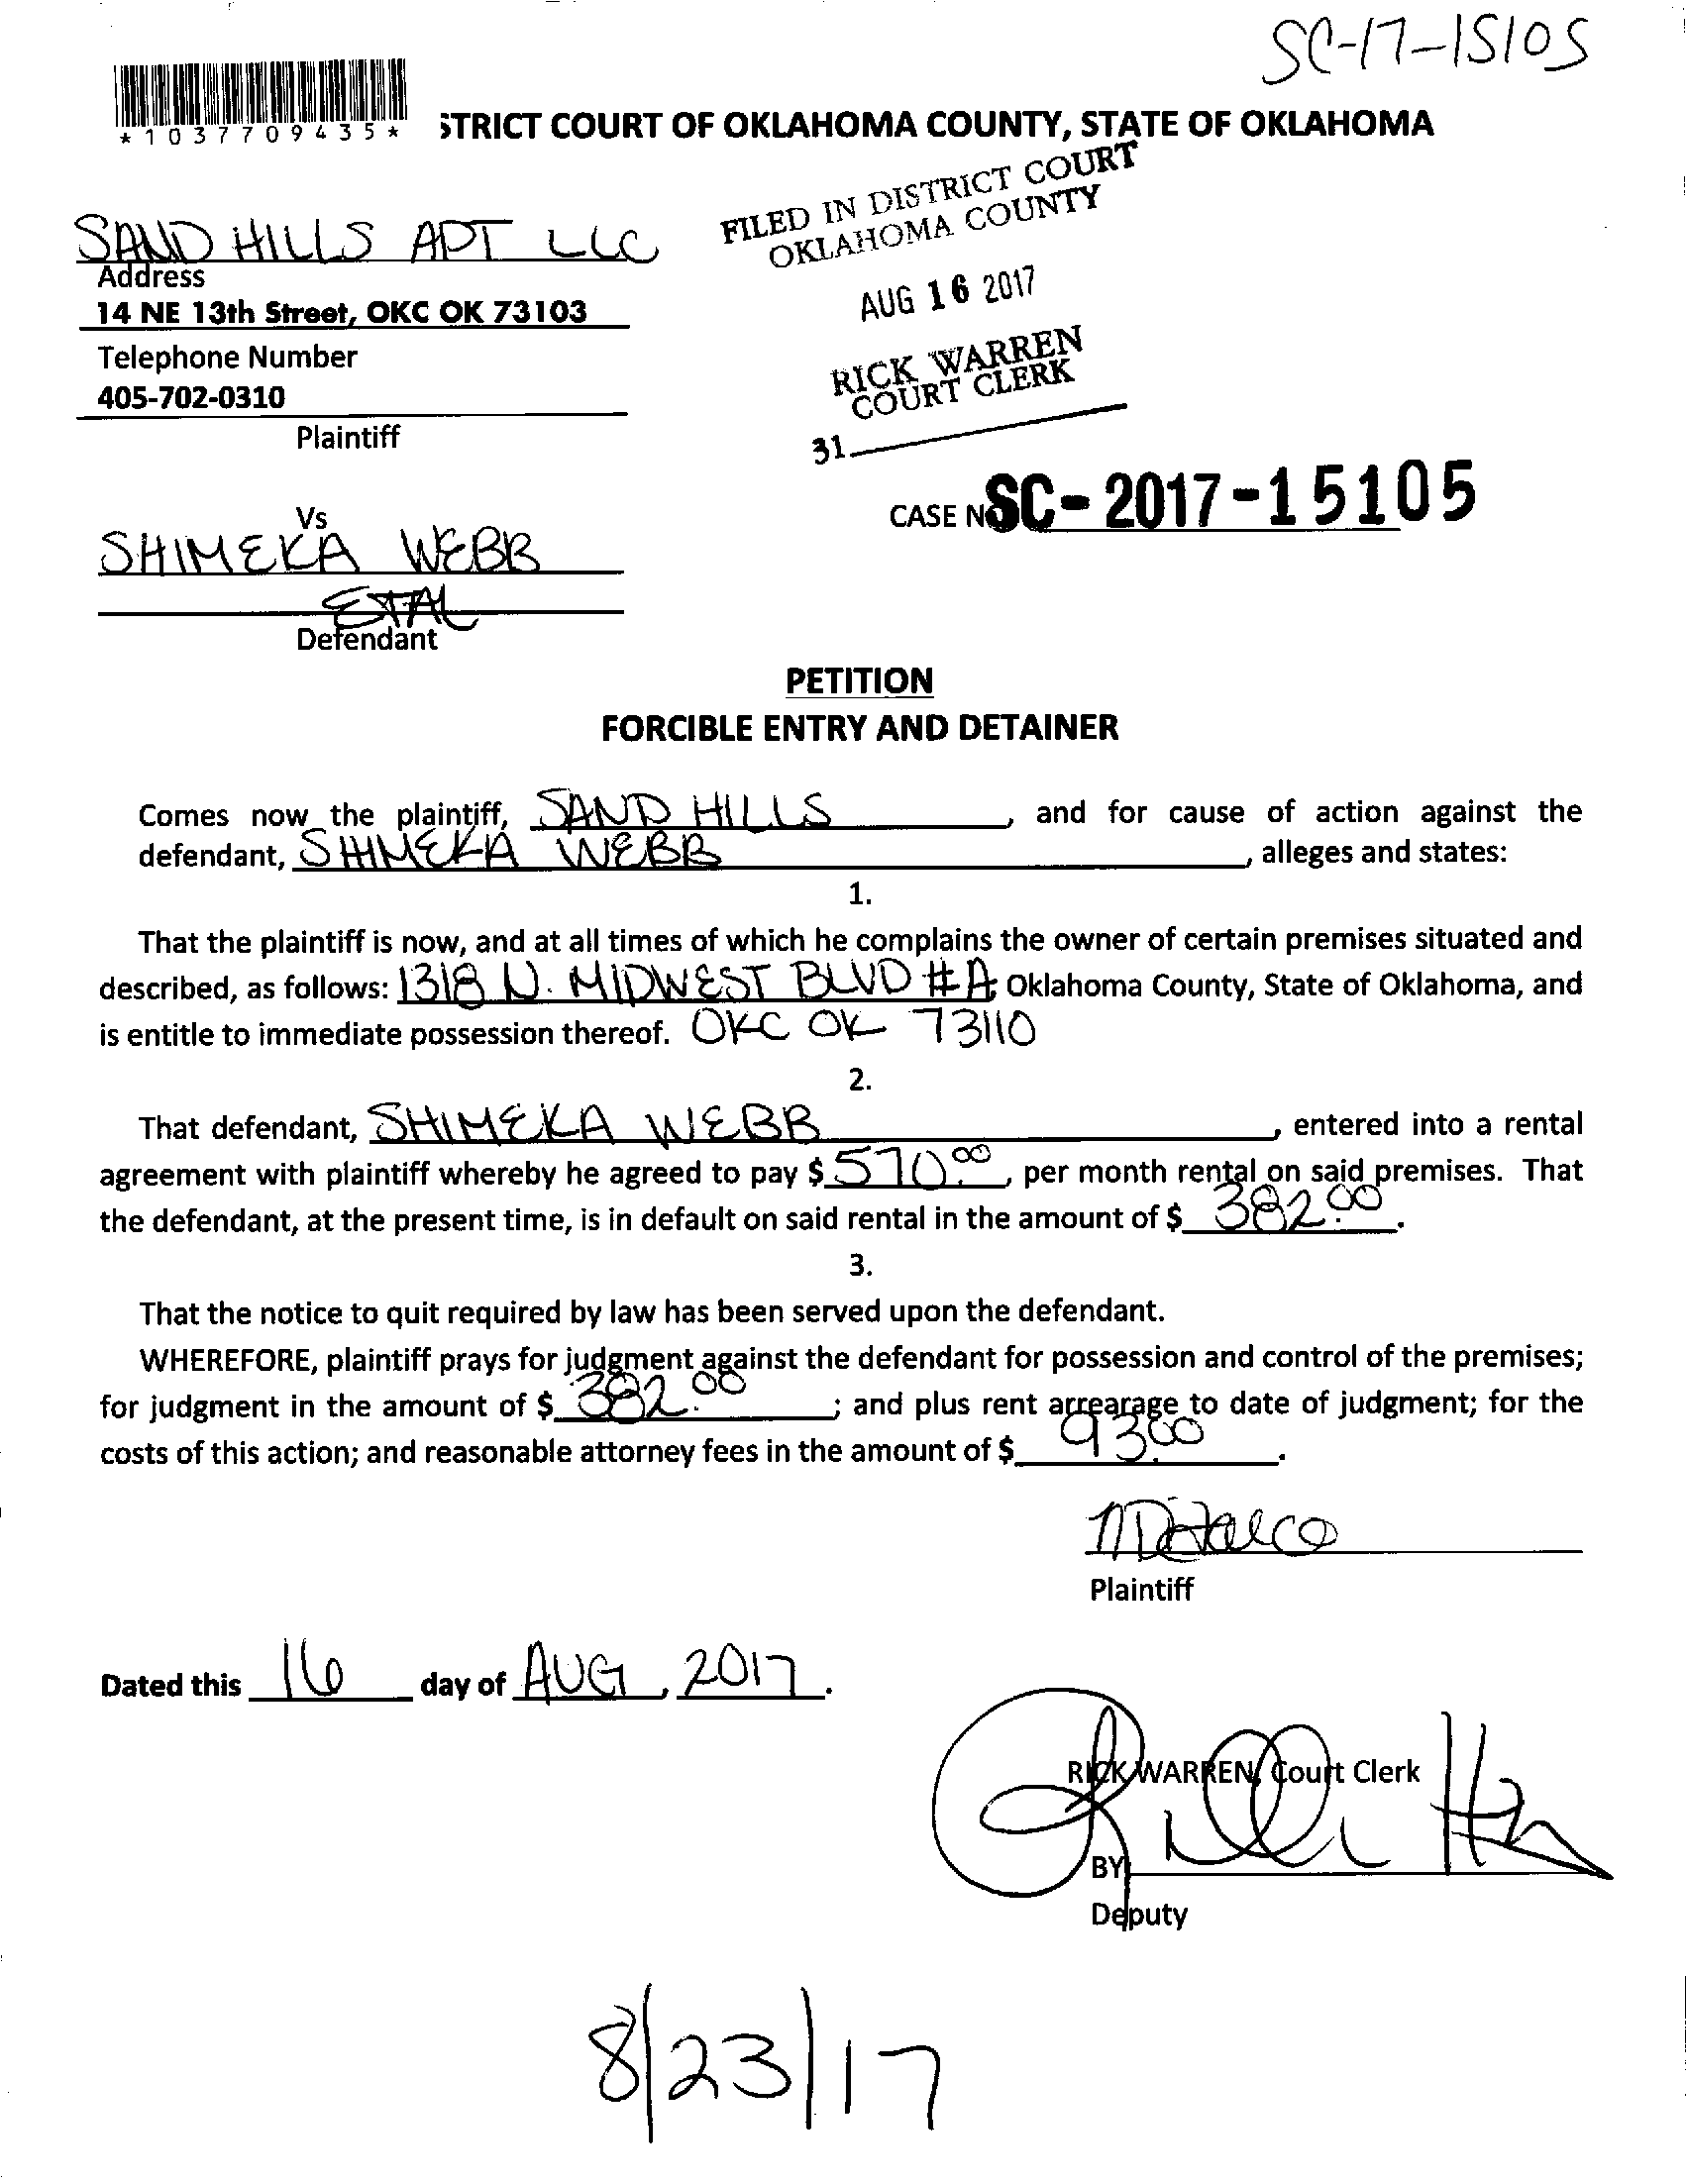 SC-17-15105
*1037709435*
STRICT COURT OF OKLAHOMA COUNTY, STATE OF OKLAHOMA
FILED IN DISTRICT COURT
OKLAHOMA COUNTY
SAND HILLS APT LLC
Address
AUG 16 2017
14 NE 13th Street, OKC OK 73103
Telephone Number
RICK WARREN
COURT CLERK
405-702-0310
Plaintiff
31
CASE NO SC-2017-15105
Vs
SHIMEKA WEBB
ETAL
Defendant
PETITION
FORCIBLE ENTRY AND DETAINER
Comes now the plaintiff, SAND HILLS, and for cause of action against the
defendant, SHIMEKA WEBB, alleges and states:
1.
That the plaintiff is now, and at all times of which he complains the owner of certain premises situated and
described, as follows: 1318 N. MIDWEST BLVD #A; Oklahoma County, State of Oklahoma, and
is entitle to immediate possession thereof. OKC OK 73110
2.
That defendant, SHIMEKA WEBB, entered into a rental
agreement with plaintiff whereby he agreed to pay $ 570.00, per month rental on said premises. That
the defendant, at the present time, is in default on said rental in the amount of $ 382.00.
3.
That the notice to quit required by law has been served upon the defendant.
WHEREFORE, plaintiff prays for judgment against the defendant for possession and control of the premises;
for judgment in the amount of $ 382.00; and plus rent arrearage to date of judgment; for the
costs of this action; and reasonable attorney fees in the amount of $ 93.00.
Plaintiff
Dated this 16 day of AUG, 2017.
RICK WARREN, Court Clerk
BY
Deputy
8/23/17